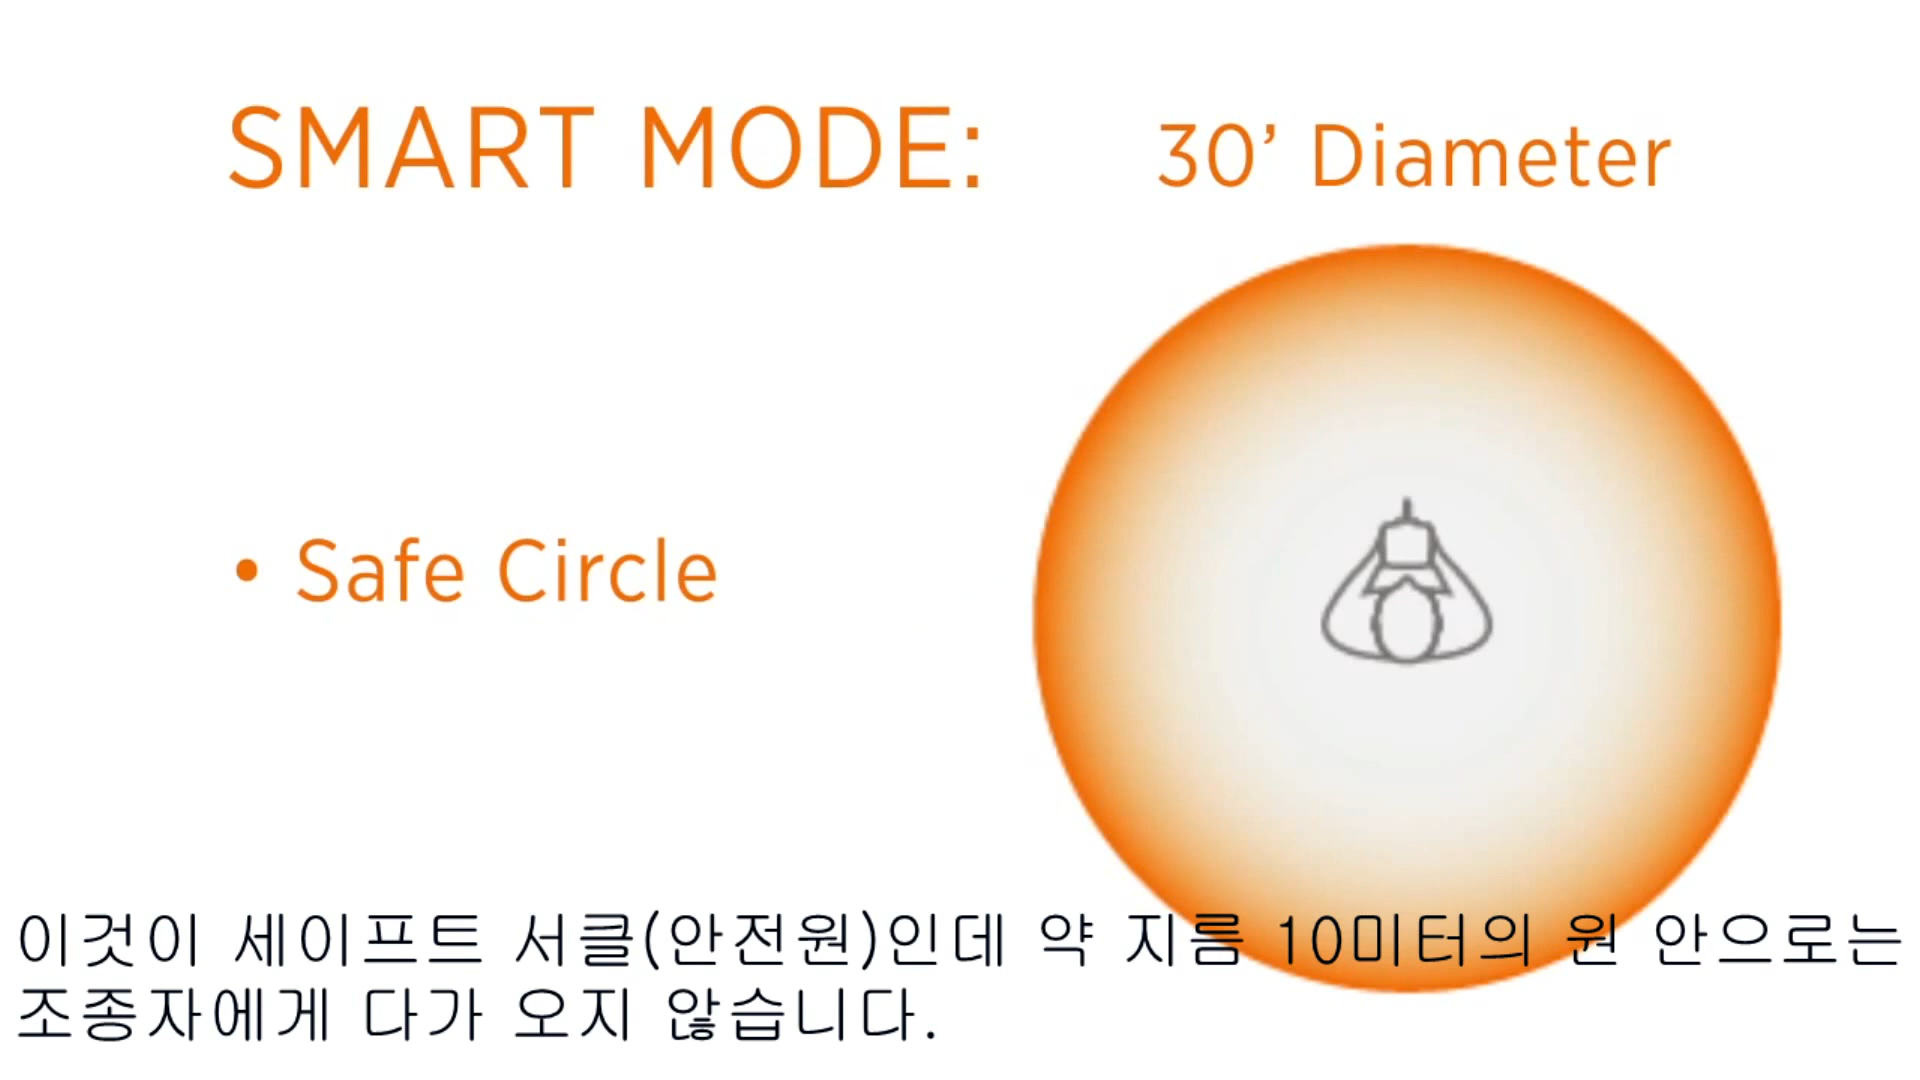 SMART MODE:
30’ Diameter
• Safe Circle
이것이 세이프트 서클(안전원)인데 약 지름 10미터의 원 안으로는
조종자에게 다가 오지 않습니다.